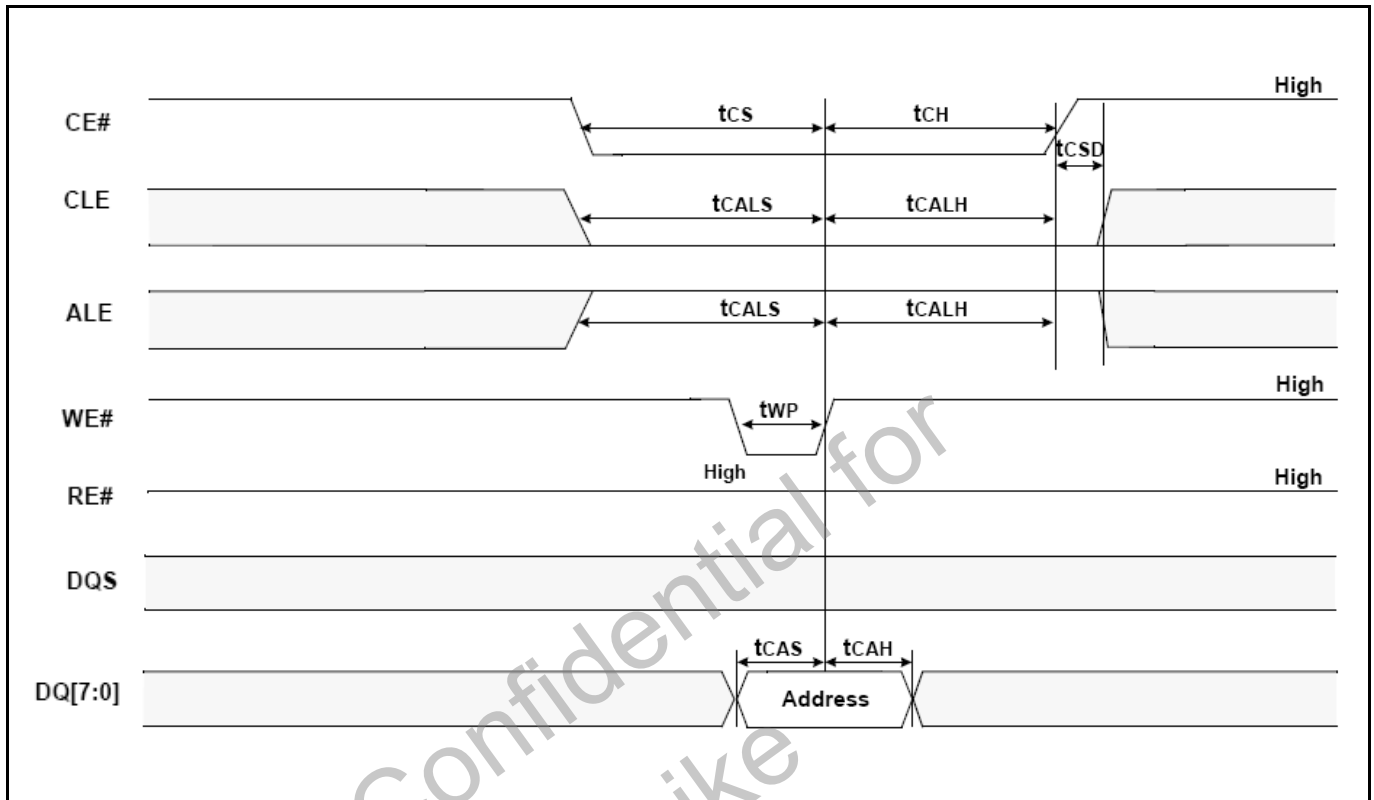 High
CE#
tCS
tCH
tCSD
CLE
tCALS
tCALH
ALE
tCALS
tCALH
High
WE#
tWP
High
High
RE#
DQS
tCAS
tCAH
DQ[7:0]
Address
Confidential for
ike